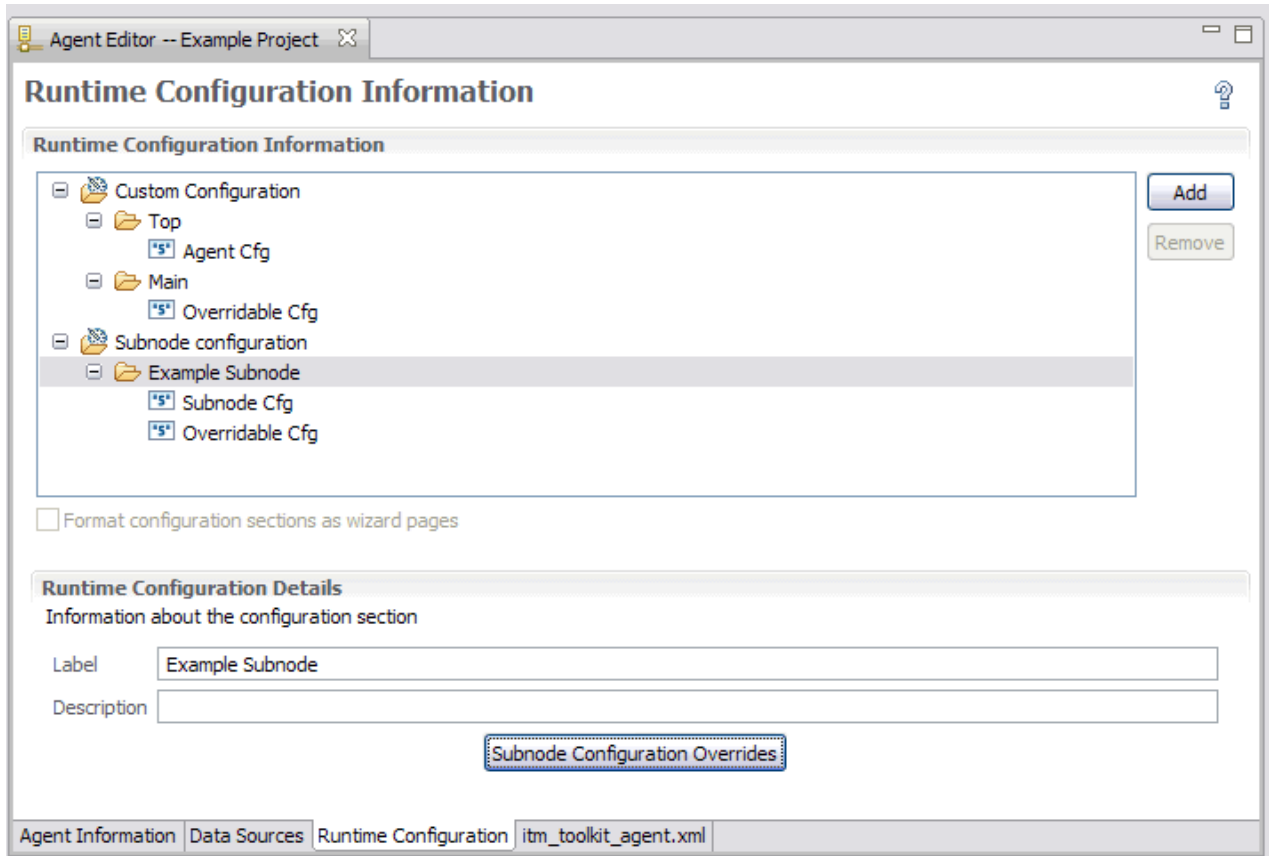 Agent Editor -- Example Project
Runtime Configuration Information
Runtime Configuration Information
Custom Configuration
Add
Top
Agent Cfg
Remove
Main
Overridable Cfg
Subnode configuration
Example Subnode
Subnode Cfg
Overridable Cfg
Format configuration sections as wizard pages
Runtime Configuration Details
Information about the configuration section
Label Example Subnode
Description
Subnode Configuration Overrides
Agent Information Data Sources Runtime Configuration itm_toolkit_agent.xml